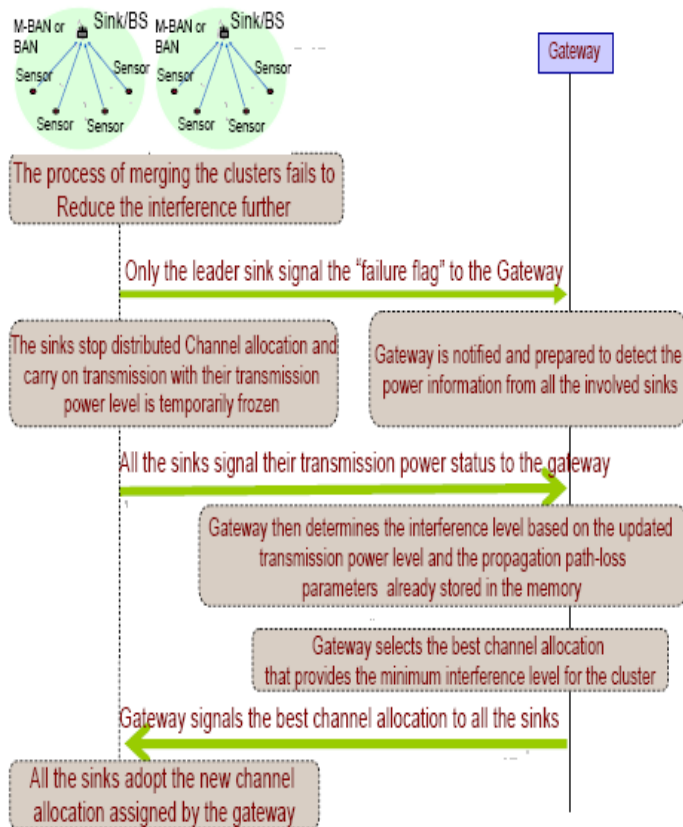 M-BAN or
BAN
Sink/BS
Sensor
Sensor
Sensor
Sensor
M-BAN or
BAN
Sink/BS
Sensor
Sensor
Sensor
Sensor
Gateway
The process of merging the clusters fails to
Reduce the interference further
Only the leader sink signal the “failure flag” to the Gateway
The sinks stop distributed Channel allocation and
carry on transmission with their transmission
power level is temporarily frozen
Gateway is notified and prepared to detect the
power information from all the involved sinks
All the sinks signal their transmission power status to the gateway
Gateway then determines the interference level based on the updated
transmission power level and the propagation path-loss
parameters already stored in the memory
Gateway selects the best channel allocation
that provides the minimum interference level for the cluster
Gateway signals the best channel allocation to all the sinks
All the sinks adopt the new channel
allocation assigned by the gateway